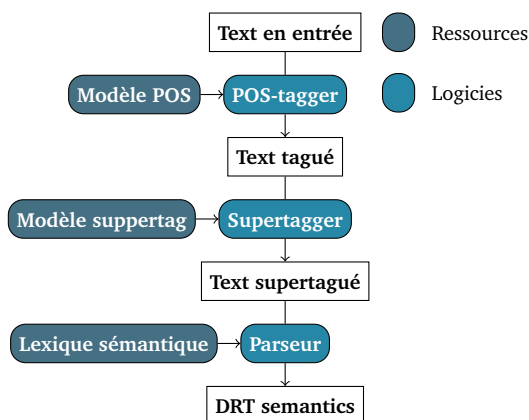 Text en entrée
Ressources
Modèle POS
POS-tagger
Logicies
Text tagué
Modèle suppertag
Supertagger
Text supertagué
Lexique sémantique
Parseur
DRT semantics